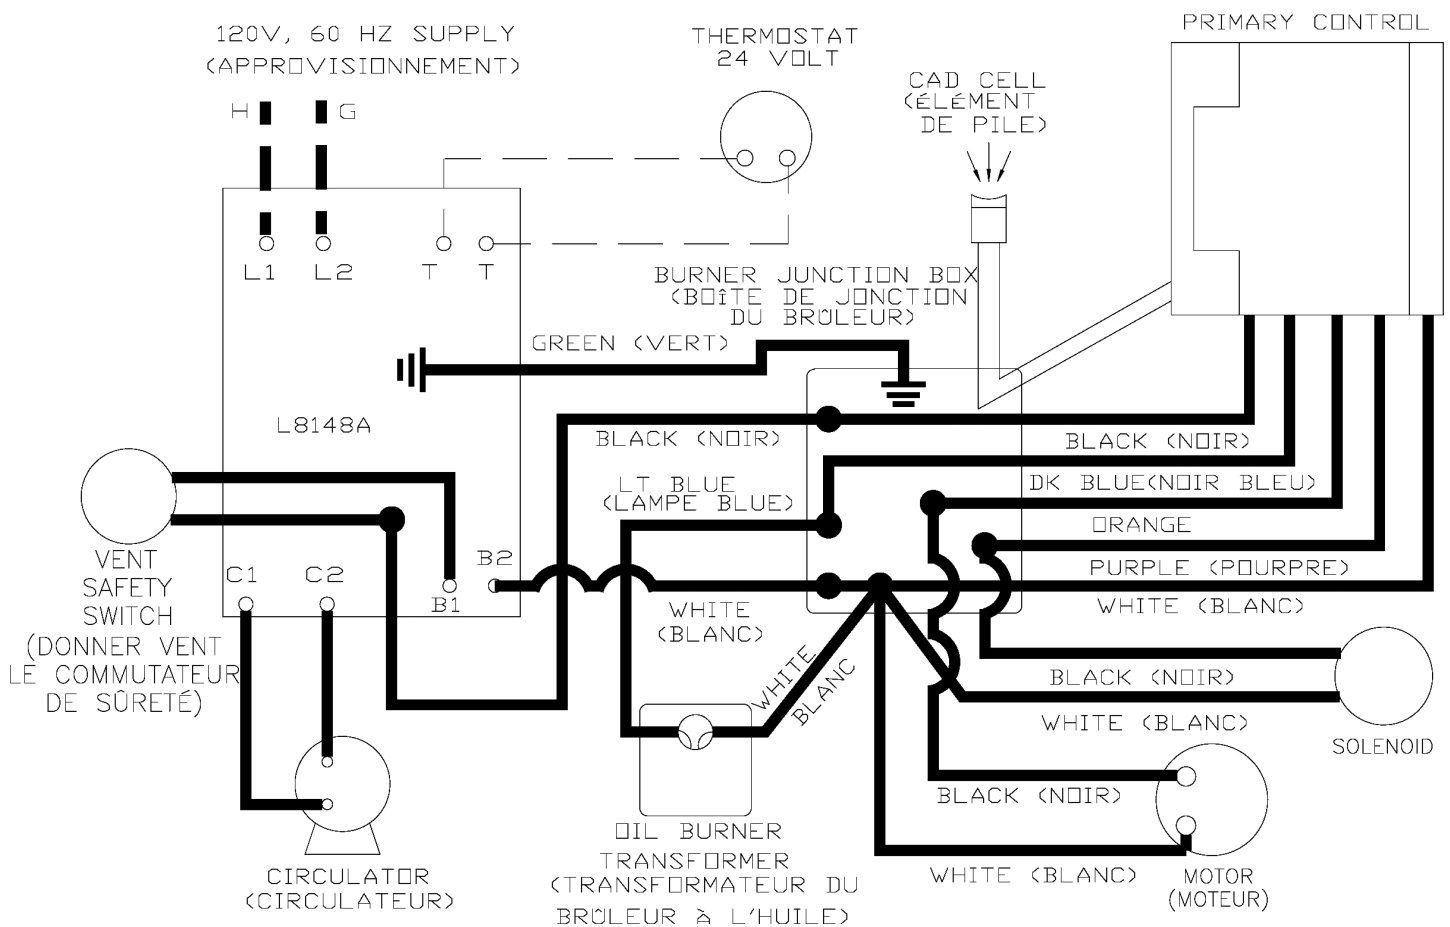 120V, 60 HZ SUPPLY
(APPROVISIONNEMENT)
H
G
THERMOSTAT
24 VOLT
CAD CELL
(ÉLÉMENT
DE PILE)
PRIMARY CONTROL
L1
L2
T
T
BURNER JUNCTION BOX
(BOÎTE DE JONCTION
DU BRÛLEUR)
GREEN (VERT)
L8148A
BLACK (NOIR)
BLACK (NOIR)
LT BLUE
(LAMPE BLUE)
DK BLUE(NOIR BLEU)
ORANGE
PURPLE (POURPRE)
WHITE (BLANC)
VENT
SAFETY
SWITCH
(DONNER VENT
LE COMMUTATEUR
DE SÛRETÉ)
C1
C2
B1
B2
WHITE
(BLANC)
WHITE
BLANC
BLACK (NOIR)
WHITE (BLANC)
SOLENOID
BLACK (NOIR)
WHITE (BLANC)
MOTOR
(MOTEUR)
CIRCULATOR
(CIRCULATEUR)
OIL BURNER
TRANSFORMER
(TRANSFORMATEUR DU
BRÛLEUR À L'HUILE)